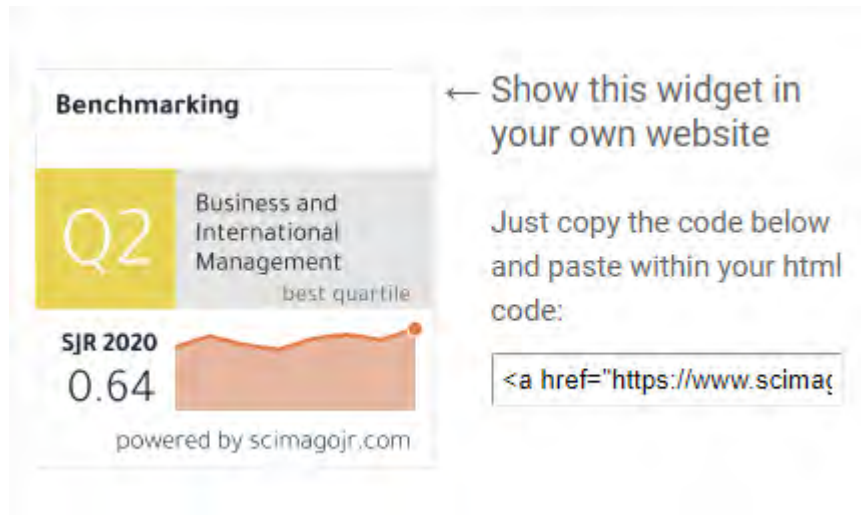 Benchmarking
Q2
Business and
International
Management
best quartile
SJR 2020
0.64
powered by scimagojr.com
← Show this widget in
your own website
Just copy the code below
and paste within your html
code:
<a href="https://www.scimag